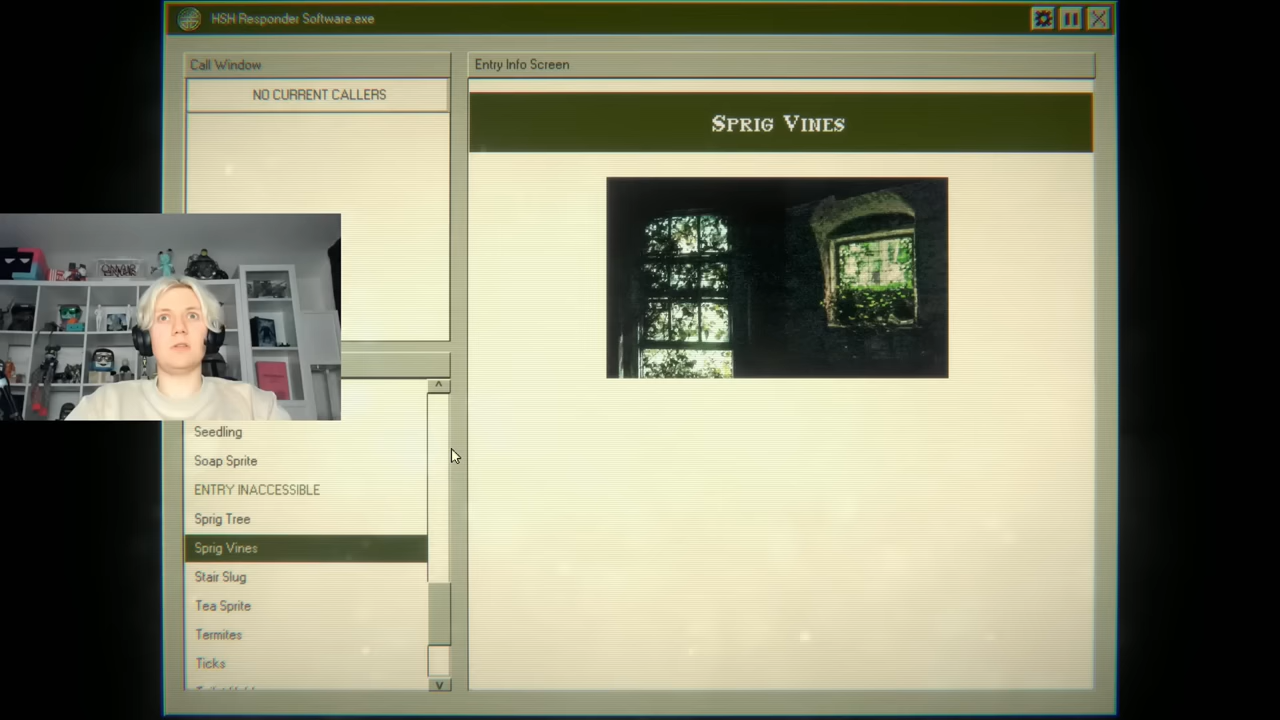 HSH Responder Software.exe
Call Window
NO CURRENT CALLERS
Entry Info Screen
Sprig Vines
Seedling
Soap Sprite
ENTRY INACCESSIBLE
Sprig Tree
Sprig Vines
Stair Slug
Tea Sprite
Termites
Ticks